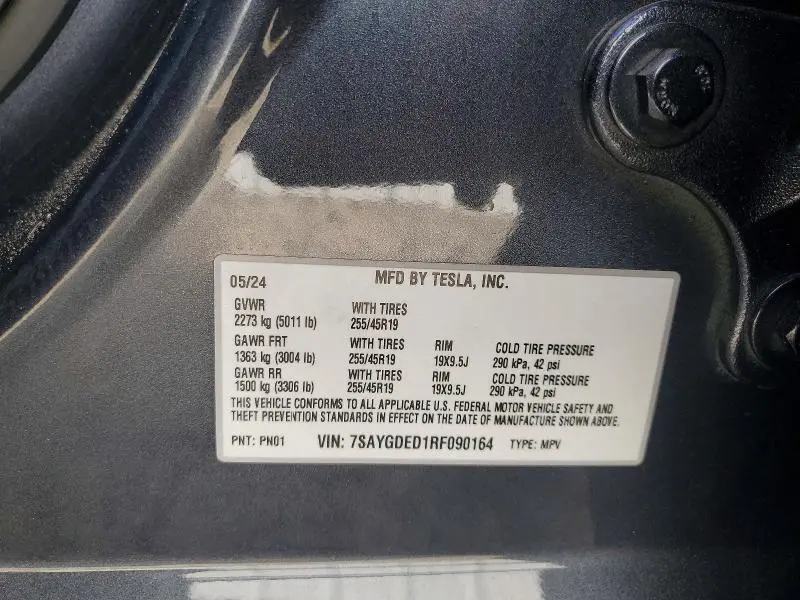 05/24 MFD BY TESLA, INC.
GVWR WITH TIRES
2273 kg (5011 lb) 255/45R19
GAWR FRT WITH TIRES RIM COLD TIRE PRESSURE
1363 kg (3004 lb) 255/45R19 19X9.5J 290 kPa, 42 psi
GAWR RR WITH TIRES RIM COLD TIRE PRESSURE
1500 kg (3306 lb) 255/45R19 19X9.5J 290 kPa, 42 psi
THIS VEHICLE CONFORMS TO ALL APPLICABLE U.S. FEDERAL MOTOR VEHICLE SAFETY AND
THEFT PREVENTION STANDARDS IN EFFECT ON THE DATE OF MANUFACTURE SHOWN ABOVE.
PNT: PN01 VIN: 7SAYGDED1RF090164 TYPE: MPV